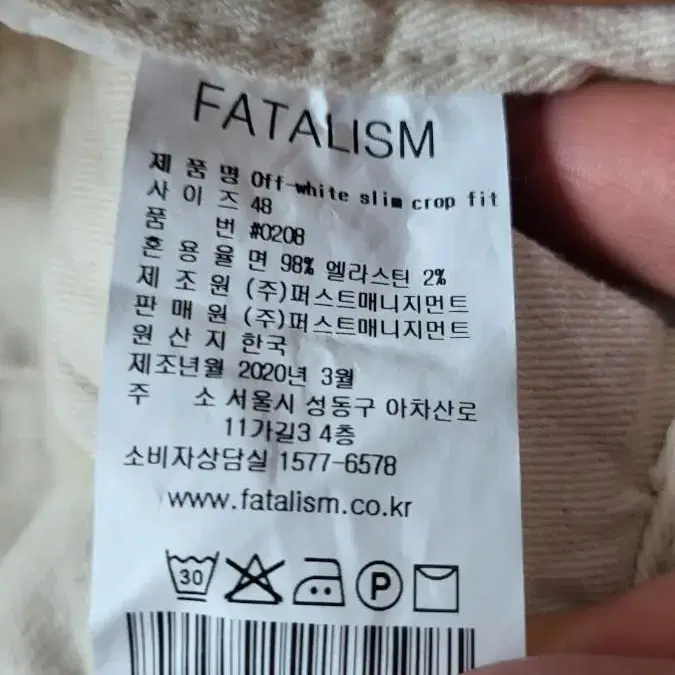 FATALISM
제 품 명 Off-white slim crop fit
사 이 즈 48
품 번 #0208
혼 용 율 면 98% 엘라스틴 2%
제 조 원 (주)퍼스트매니지먼트
판 매 원 (주)퍼스트매니지먼트
원 산 지 한국
제조년월 2020년 3월
주 소 서울시 성동구 아차산로
11가길3 4층
소비자상담실 1577-6578
www.fatalism.co.kr
30 P